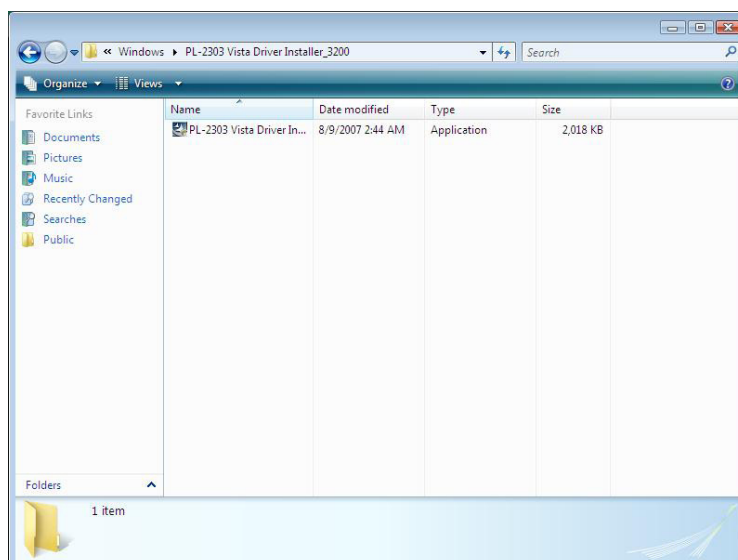 « Windows ▸ PL-2303 Vista Driver Installer_3200
Search
Organize
Views
Favorite Links
Documents
Pictures
Music
Recently Changed
Searches
Public
Name Date modified Type Size
PL-2303 Vista Driver In... 8/9/2007 2:44 AM Application 2,018 KB
Folders
1 item